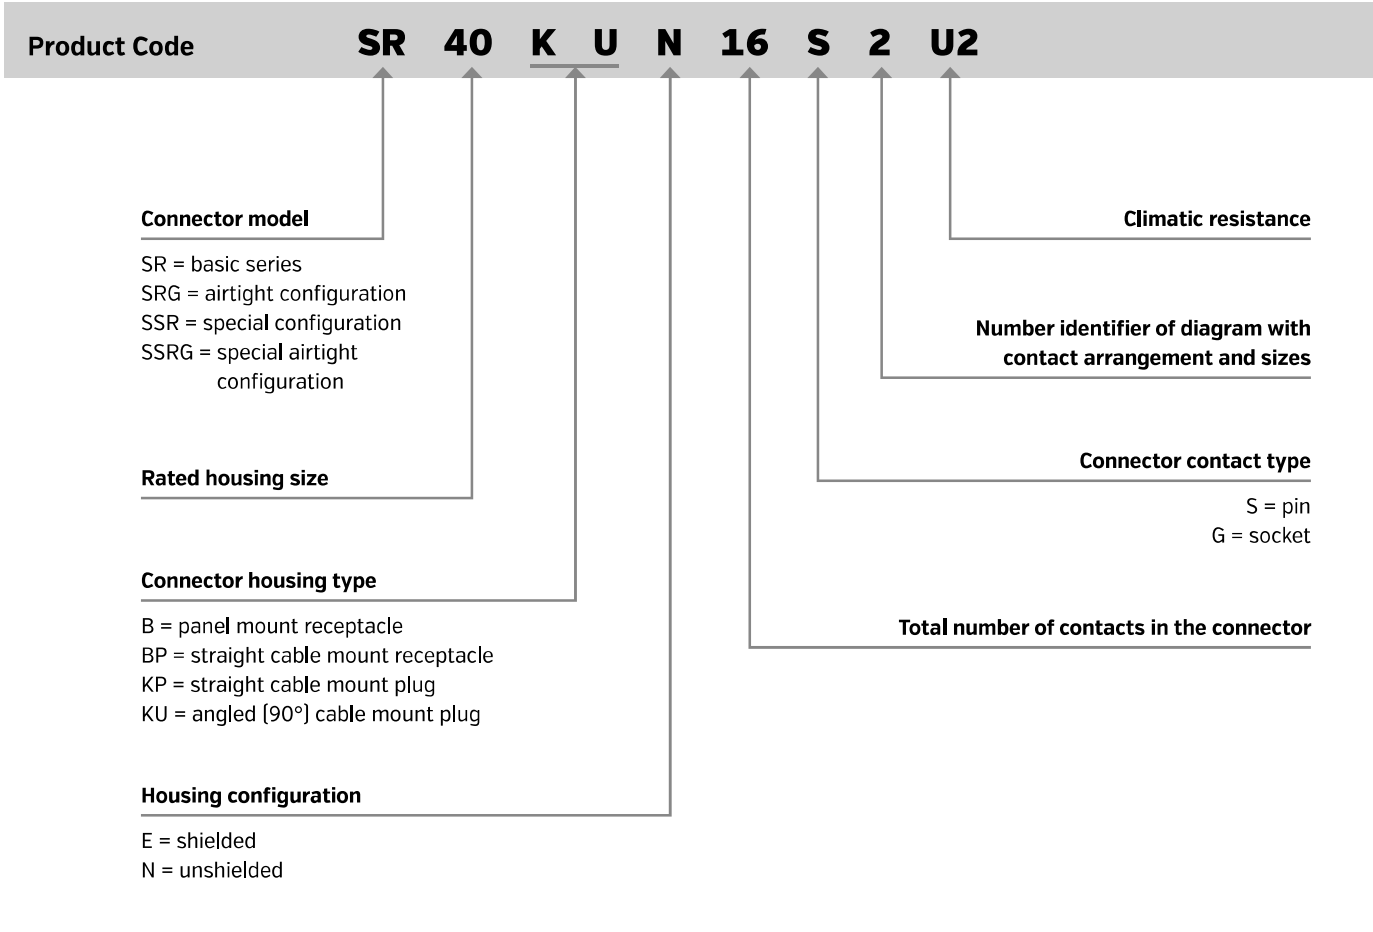 Product Code SR 40 K U N 16 S 2 U2
Connector model
SR = basic series
SRG = airtight configuration
SSR = special configuration
SSRG = special airtight
configuration
Rated housing size
Connector housing type
B = panel mount receptacle
BP = straight cable mount receptacle
KP = straight cable mount plug
KU = angled (90°) cable mount plug
Housing configuration
E = shielded
N = unshielded
Climatic resistance
Number identifier of diagram with
contact arrangement and sizes
Connector contact type
S = pin
G = socket
Total number of contacts in the connector